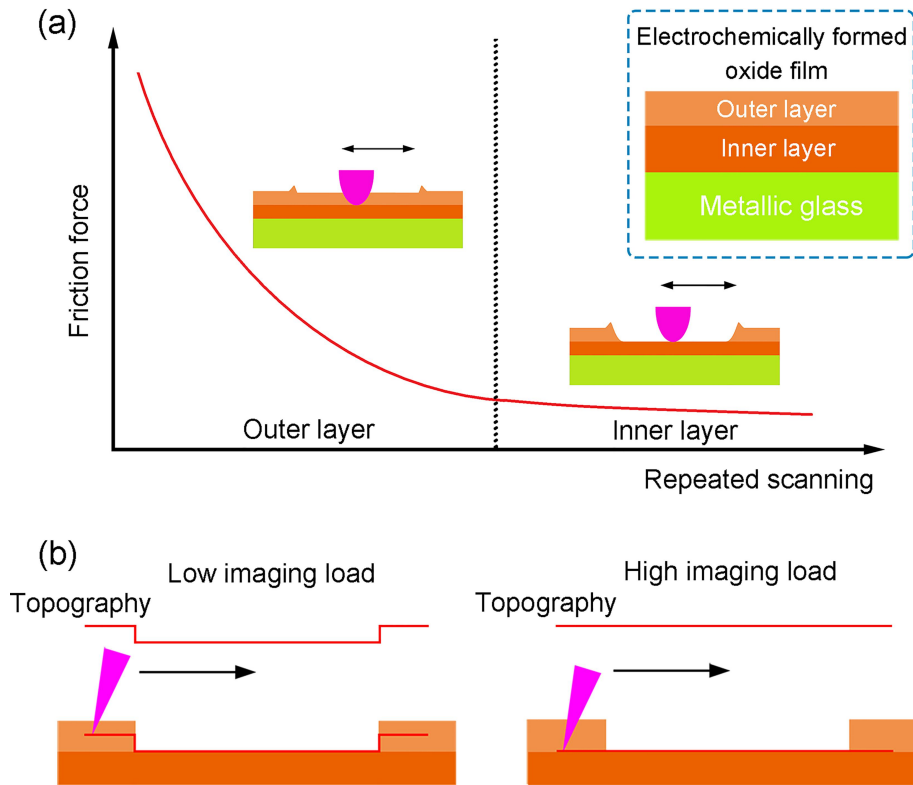 (a)
Electrochemically formed
oxide film
Outer layer
Inner layer
Metallic glass
Friction force
Outer layer
Inner layer
Repeated scanning
(b)
Low imaging load
High imaging load
Topography
Topography